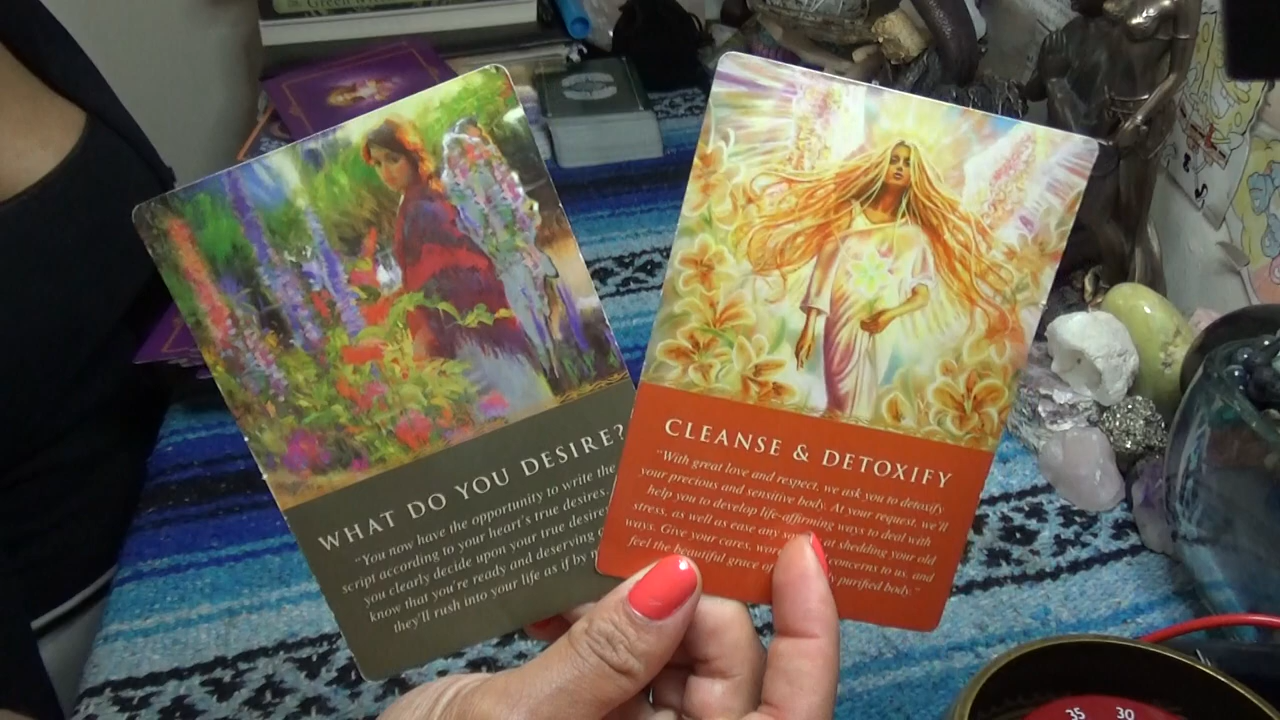 Green Witch
WHAT DO YOU DESIRE?
"You now have the opportunity to write the
script according to your heart's true desires.
you clearly decide upon your true desires
know that you're ready and deserving
they'll rush into your life as if by
CLEANSE & DETOXIFY
"With great love and respect, we ask you to detoxify
your precious and sensitive body. At your request, we'll
help you to develop life-affirming ways to deal with
stress, as well as ease any at shedding your old
ways. Give your cares, concerns to us, and
feel the beautiful grace of purified body."
35 30